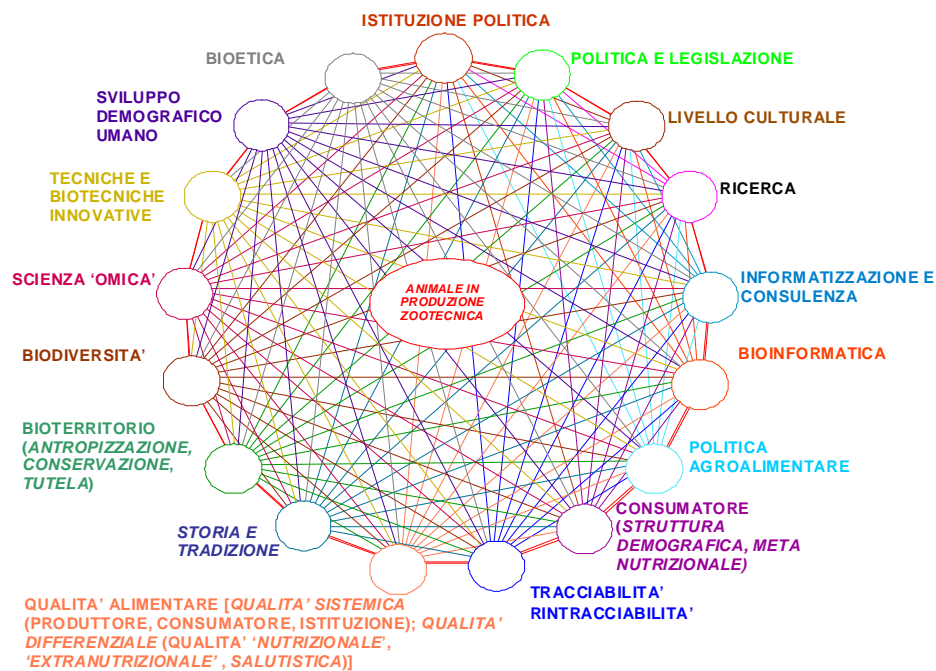 ISTITUZIONE POLITICA
BIOETICA
POLITICA E LEGISLAZIONE
SVILUPPO
DEMOGRAFICO
UMANO
LIVELLO CULTURALE
TECNICHE E
BIOTECNICHE
INNOVATIVE
RICERCA
SCIENZA ‘OMICA’
ANIMALE IN
PRODUZIONE
ZOOTECNICA
INFORMATIZZAZIONE E
CONSULENZA
BIODIVERSITA’
BIOINFORMATICA
BIOTERRITORIO
(ANTROPIZZAZIONE,
CONSERVAZIONE,
TUTELA)
POLITICA
AGROALIMENTARE
STORIA E
TRADIZIONE
CONSUMATORE
(STRUTTURA
DEMOGRAFICA, META
NUTRIZIONALE)
TRACCIABILITA’
RINTRACCIABILITA’
QUALITA’ ALIMENTARE [QUALITA’ SISTEMICA
(PRODUTTORE, CONSUMATORE, ISTITUZIONE); QUALITA’
DIFFERENZIALE (QUALITA’ ‘NUTRIZIONALE’,
‘EXTRANUTRIZIONALE’ , SALUTISTICA)]